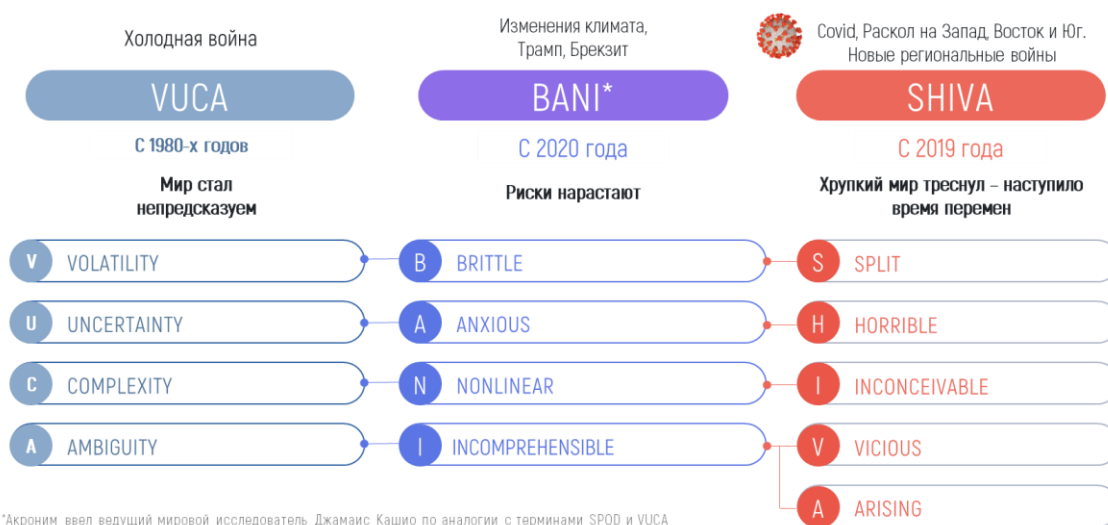 Холодная война
VUCA
С 1980-х годов
Мир стал
непредсказуем
V VOLATILITY
U UNCERTAINTY
C COMPLEXITY
A AMBIGUITY
Изменения климата,
Трамп, Брекзит
BANI*
С 2020 года
Риски нарастают
B BRITTLE
A ANXIOUS
N NONLINEAR
I INCOMPREHENSIBLE
Covid, Раскол на Запад, Восток и Юг.
Новые региональные войны
SHIVA
С 2019 года
Хрупкий мир треснул – наступило
время перемен
S SPLIT
H HORRIBLE
I INCONCEIVABLE
V VICIOUS
A ARISING
*Акроним ввел ведущий мировой исследователь Джамаис Кашио по аналогии с терминами SPOD и VUCA